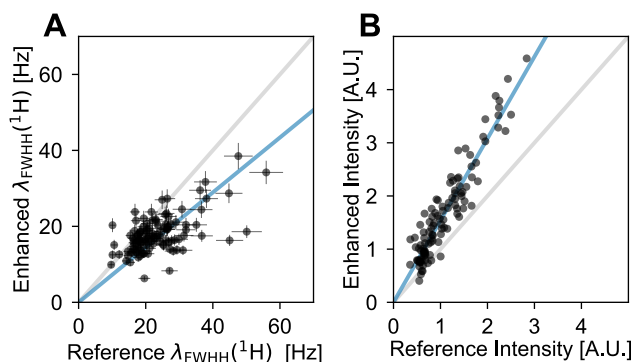 A
Enhanced λFWHH(¹H) [Hz]
60
40
20
0
0 20 40 60
Reference λFWHH(¹H) [Hz]
B
Enhanced Intensity [A.U.]
4
3
2
1
0
0 1 2 3 4
Reference Intensity [A.U.]